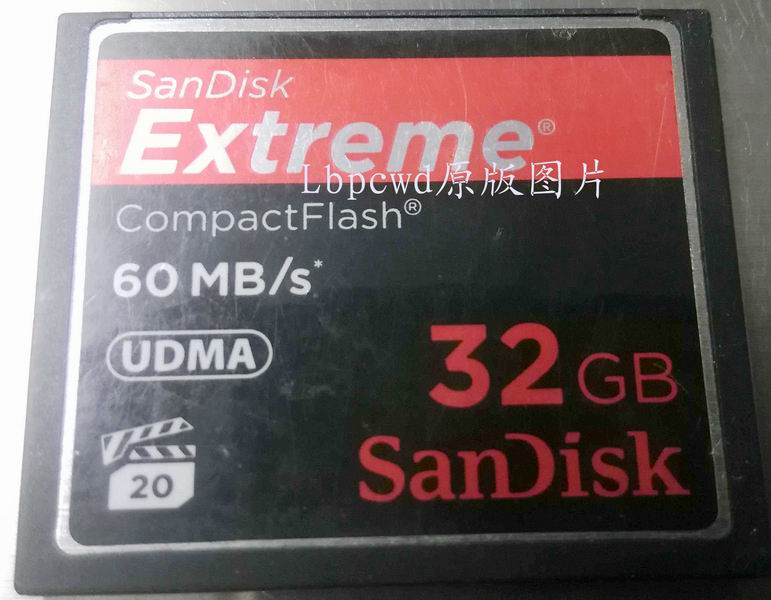 SanDisk
Extreme®
Lbpcwd原版图片
CompactFlash®
60 MB/s*
UDMA
32 GB
20
SanDisk